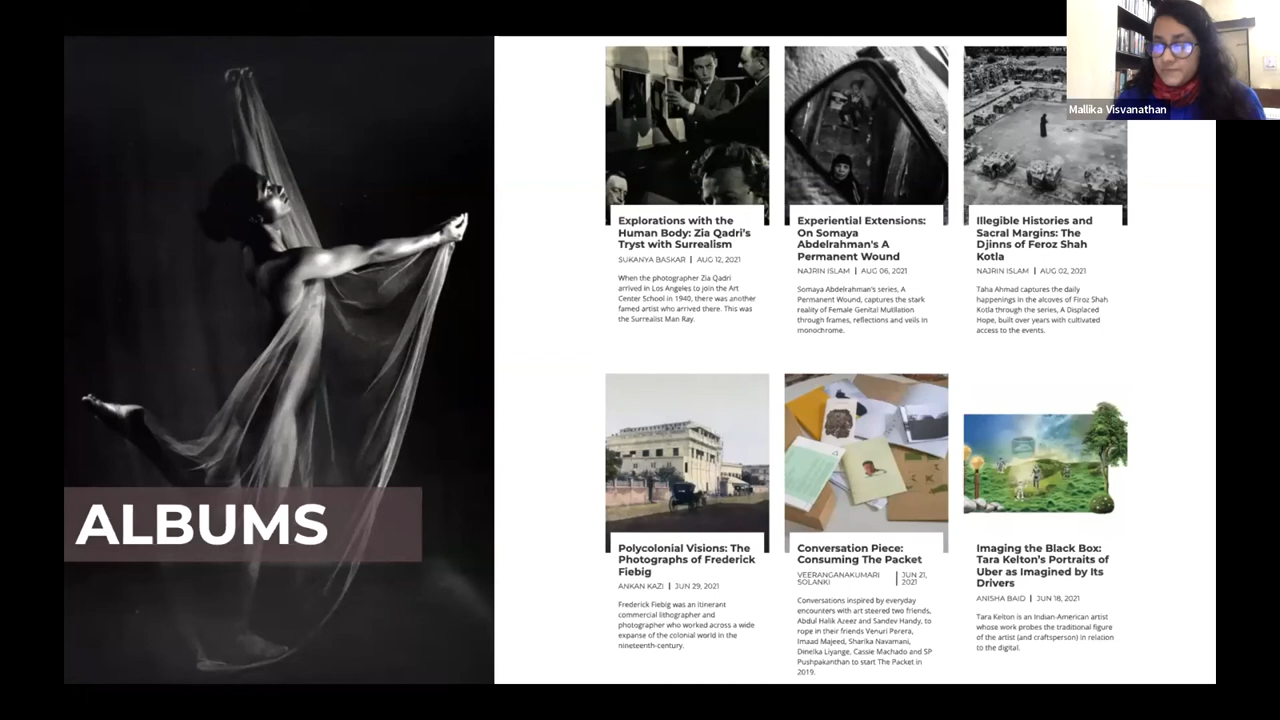 Mallika Visvanathan
ALBUMS
Explorations with the
Human Body: Zia Qadri's
Tryst with Surrealism
SUKANYA BASKAR | AUG 12, 2021
When the photographer Zia Qadri
arrived in Los Angeles to join the Art
Center School in 1940, there was another
famed artist who arrived there. This was
the Surrealist Man Ray.
Experiential Extensions:
On Somaya
Abdelrahman's A
Permanent Wound
NAJRIN ISLAM | AUG 06, 2021
Somaya Abdelrahman's series, A
Permanent Wound, captures the stark
reality of Female Genital Mutilation
through frames, reflections and veils in
monochrome.
Illegible Histories and
Sacral Margins: The
Djinns of Feroz Shah
Kotla
NAJRIN ISLAM | AUG 02, 2021
Taha Ahmad captures the daily
happenings in the alcoves of Firoz Shah
Kotla through the series, A Displaced
Hope, built over years with cultivated
access to the events.
Polycolonial Visions: The
Photographs of Frederick
Fiebig
ANKAN KAZI | JUN 29, 2021
Frederick Fiebig was an itinerant
commercial lithographer and
photographer who worked across a wide
expanse of the colonial world in the
nineteenth-century.
Conversation Piece:
Consuming The Packet
VEERANGANAKUMARI
SOLANKI | JUN 21,
2021
Conversations inspired by everyday
encounters with art steered two friends,
Abdul Halik Azeez and Sandev Handy, to
rope in their friends Venuri Perera,
Imaad Majeed, Sharika Navamani,
Dinelka Liyange, Cassie Machado and SP
Pushpakanthan to start The Packet in
2019.
Imaging the Black Box:
Tara Kelton's Portraits of
Uber as Imagined by Its
Drivers
ANISHA BAID | JUN 18, 2021
Tara Kelton is an Indian-American artist
whose work probes the traditional figure
of the artist (and craftsperson) in relation
to the digital.